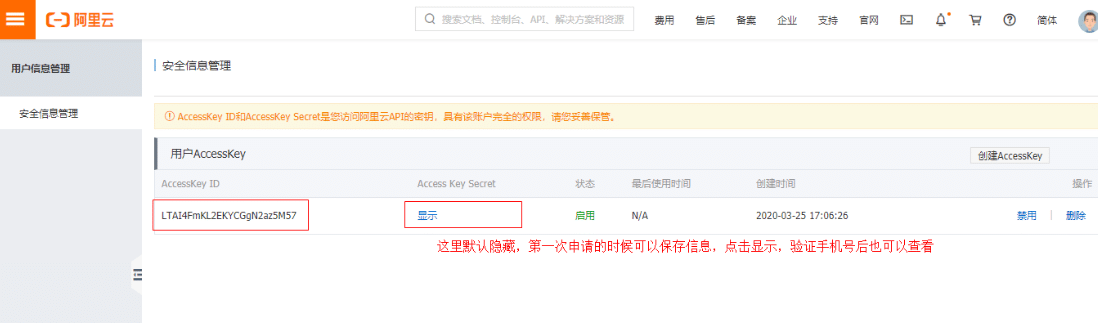 阿里云
搜索文档、控制台、API、解决方案和资源
费用 售后 备案 企业 支持 官网 简体
用户信息管理
安全信息管理
安全信息管理
AccessKey ID和AccessKey Secret是您访问阿里云API的密钥，具有该账户完全的权限，请您妥善保管。
用户AccessKey 创建AccessKey
AccessKey ID Access Key Secret 状态 最后使用时间 创建时间 操作
LTAI4FmKL2EKYCGgN2az5M57 显示 启用 N/A 2020-03-25 17:06:26 禁用 | 删除
这里默认隐藏，第一次申请的时候可以保存信息，点击显示，验证手机号后也可以查看